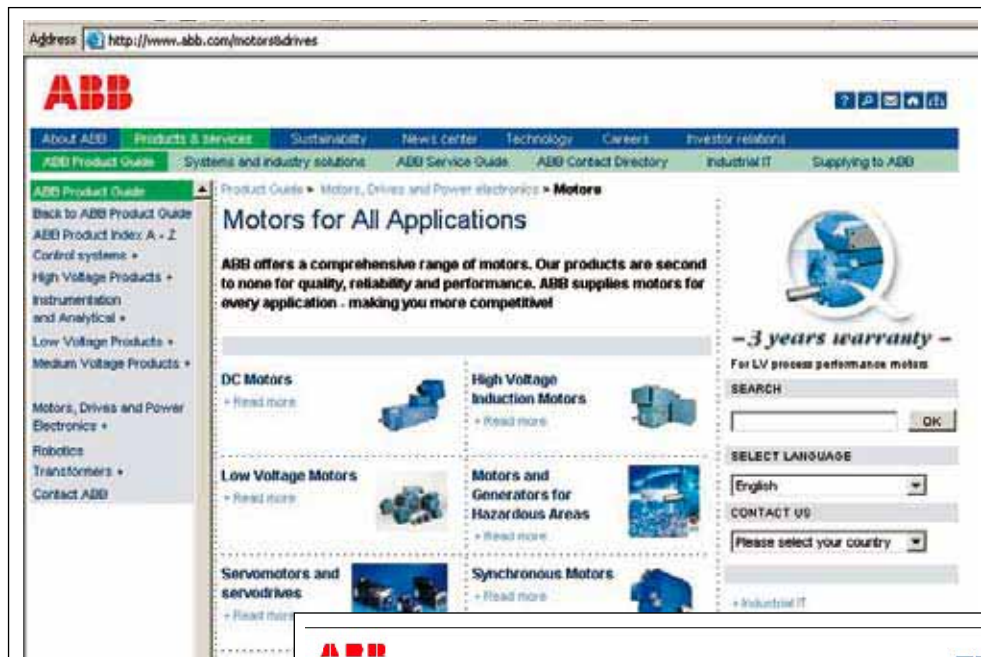 Address http://www.abb.com/motors&drives
ABB
About ABB Products & services Sustainability News center Technology Careers Investor relations
ABB Product Guide Systems and industry solutions ABB Service Guide ABB Contact Directory Industrial IT Supplying to ABB
ABB Product Guide
Back to ABB Product Guide
ABB Product Index A - Z
Control systems +
High Voltage Products +
Instrumentation
and Analytical +
Low Voltage Products +
Medium Voltage Products +
Motors, Drives and Power
Electronics +
Robotics
Transformers +
Contact ABB
Product Guide ▸ Motors, Drives and Power electronics ▸ Motors
Motors for All Applications
ABB offers a comprehensive range of motors. Our products are second
to none for quality, reliability and performance. ABB supplies motors for
every application - making you more competitive!
DC Motors
+ Read more
High Voltage
Induction Motors
+ Read more
Low Voltage Motors
+ Read more
Motors and
Generators for
Hazardous Areas
+ Read more
Servomotors and
servodrives
+ Read more
Synchronous Motors
+ Read more
Q
– 3 years warranty –
For LV process performance motors
SEARCH
OK
SELECT LANGUAGE
English
CONTACT US
Please select your country
+ Industrial IT
ABB